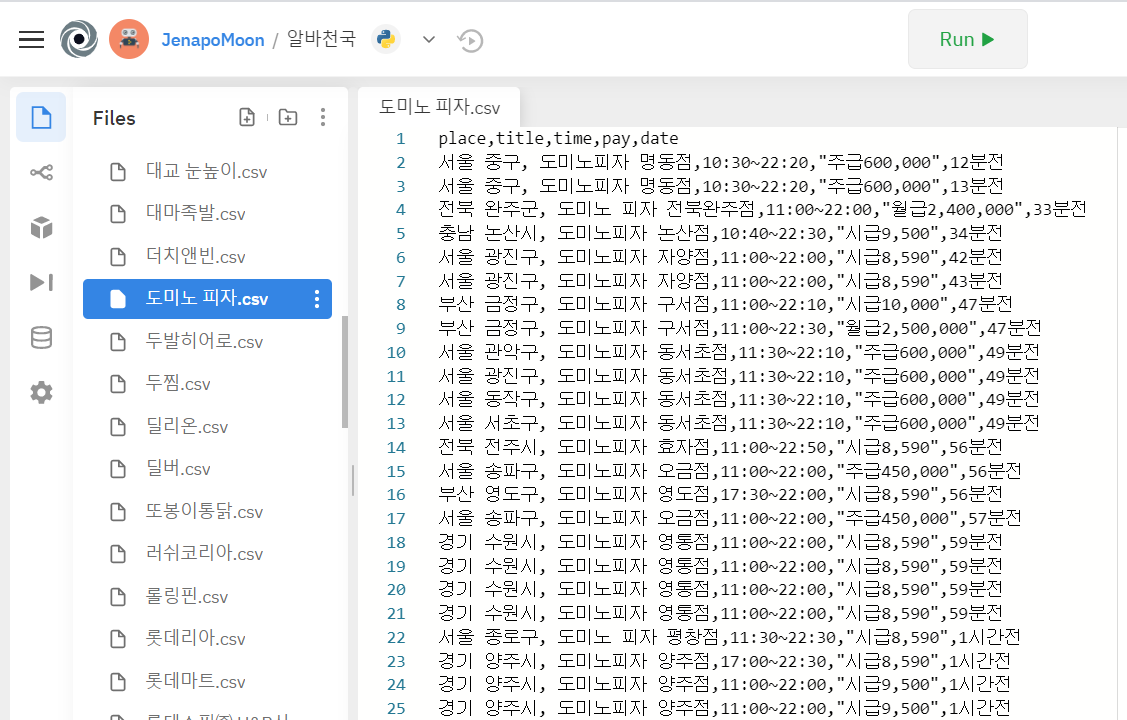 JenapoMoon / 알바천국
Run
Files
대교 눈높이.csv
대마족발.csv
더치앤빈.csv
도미노 피자.csv
두발히어로.csv
두찜.csv
딜리온.csv
딜버.csv
또봉이통닭.csv
러쉬코리아.csv
롤링핀.csv
롯데리아.csv
롯데마트.csv
도미노 피자.csv
1 place,title,time,pay,date
2 서울 중구, 도미노피자 명동점,10:30~22:20,"주급600,000",12분전
3 서울 중구, 도미노피자 명동점,10:30~22:20,"주급600,000",13분전
4 전북 완주군, 도미노 피자 전북완주점,11:00~22:00,"월급2,400,000",33분전
5 충남 논산시, 도미노피자 논산점,10:40~22:30,"시급9,500",34분전
6 서울 광진구, 도미노피자 자양점,11:00~22:00,"시급8,590",42분전
7 서울 광진구, 도미노피자 자양점,11:00~22:00,"시급8,590",43분전
8 부산 금정구, 도미노피자 구서점,11:00~22:10,"시급10,000",47분전
9 부산 금정구, 도미노피자 구서점,11:00~22:30,"월급2,500,000",47분전
10 서울 관악구, 도미노피자 동서초점,11:30~22:10,"주급600,000",49분전
11 서울 광진구, 도미노피자 동서초점,11:30~22:10,"주급600,000",49분전
12 서울 동작구, 도미노피자 동서초점,11:30~22:10,"주급600,000",49분전
13 서울 서초구, 도미노피자 동서초점,11:30~22:10,"주급600,000",49분전
14 전북 전주시, 도미노피자 효자점,11:00~22:50,"시급8,590",56분전
15 서울 송파구, 도미노피자 오금점,11:00~22:00,"주급450,000",56분전
16 부산 영도구, 도미노피자 영도점,17:30~22:00,"시급8,590",56분전
17 서울 송파구, 도미노피자 오금점,11:00~22:00,"주급450,000",57분전
18 경기 수원시, 도미노피자 영통점,11:00~22:00,"시급8,590",59분전
19 경기 수원시, 도미노피자 영통점,11:00~22:00,"시급8,590",59분전
20 경기 수원시, 도미노피자 영통점,11:00~22:00,"시급8,590",59분전
21 경기 수원시, 도미노피자 영통점,11:00~22:00,"시급8,590",59분전
22 서울 종로구, 도미노 피자 평창점,11:30~22:30,"시급8,590",1시간전
23 경기 양주시, 도미노피자 양주점,17:00~22:30,"시급8,590",1시간전
24 경기 양주시, 도미노피자 양주점,11:00~22:00,"시급9,500",1시간전
25 경기 양주시, 도미노피자 양주점,11:00~22:00,"시급9,500",1시간전